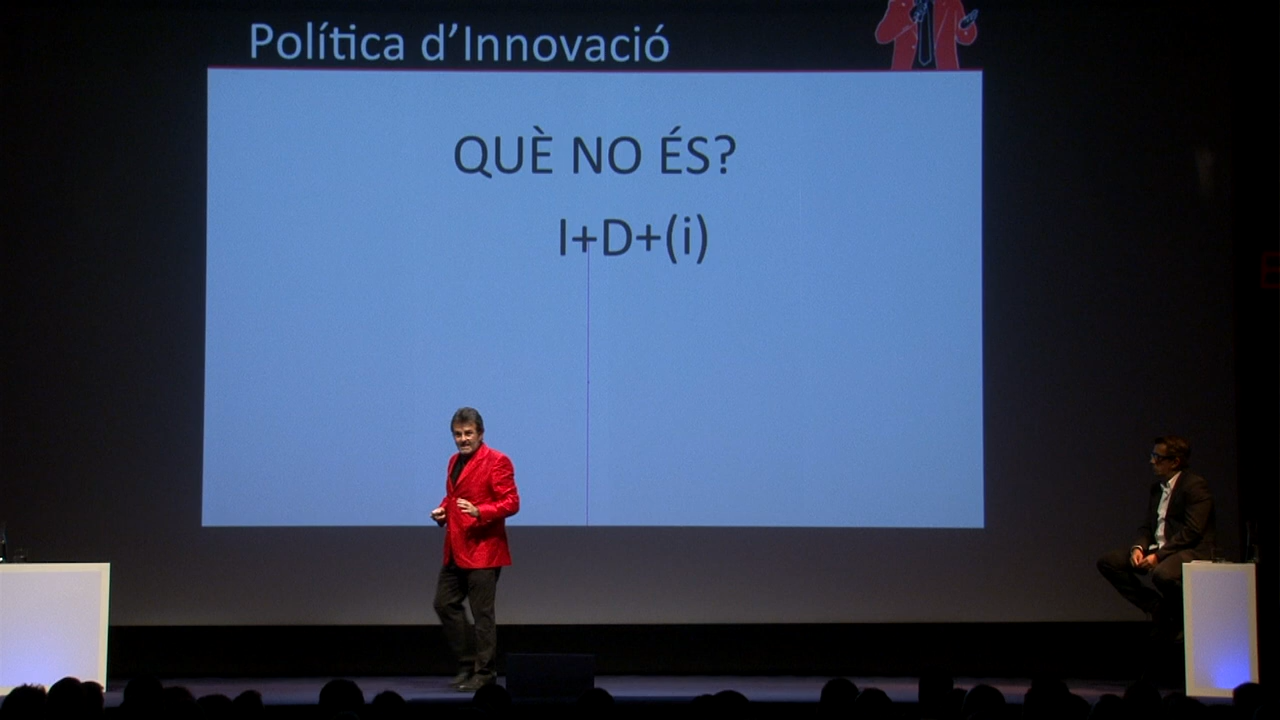 Política d’Innovació
QUÈ NO ÉS?
I+D+(i)